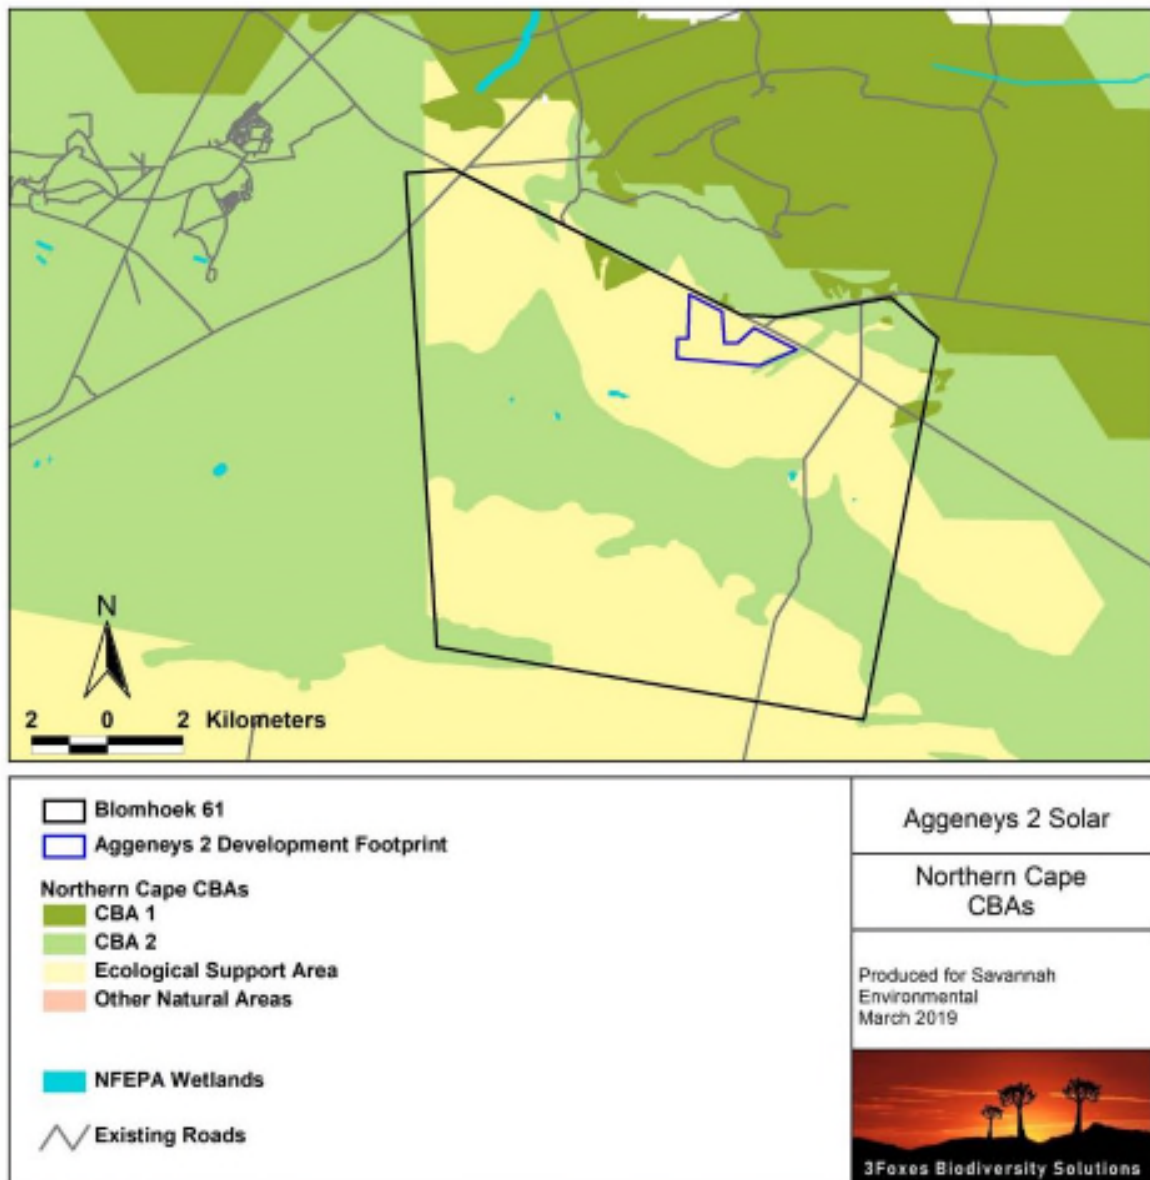 N
2 0 2 Kilometers
Blomhoek 61
Aggeneys 2 Development Footprint
Northern Cape CBAs
CBA 1
CBA 2
Ecological Support Area
Other Natural Areas
NFEPA Wetlands
Existing Roads
Aggeneys 2 Solar
Northern Cape
CBAs
Produced for Savannah
Environmental
March 2019
3Foxes Biodiversity Solutions